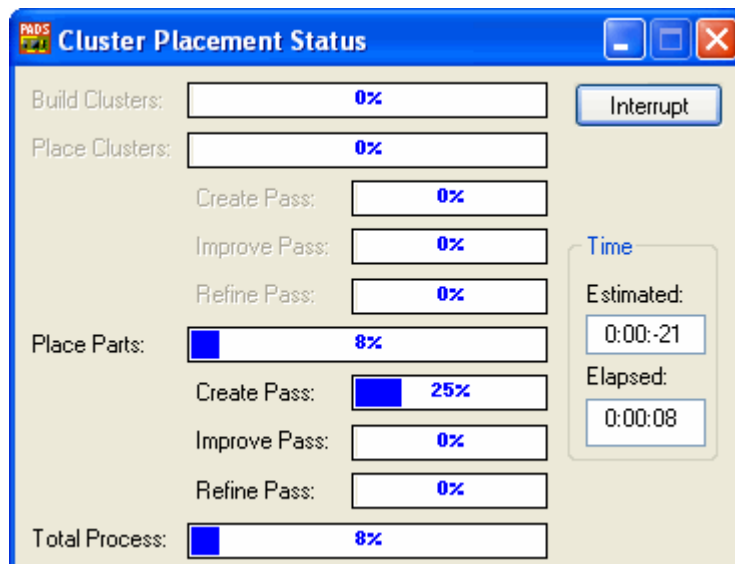 PADS
Cluster Placement Status
Build Clusters: 0%
Interrupt
Place Clusters: 0%
Create Pass: 0%
Improve Pass: 0%
Time
Refine Pass: 0%
Estimated:
Place Parts: 8%
0:00:-21
Create Pass: 25%
Elapsed:
0:00:08
Improve Pass: 0%
Refine Pass: 0%
Total Process: 8%